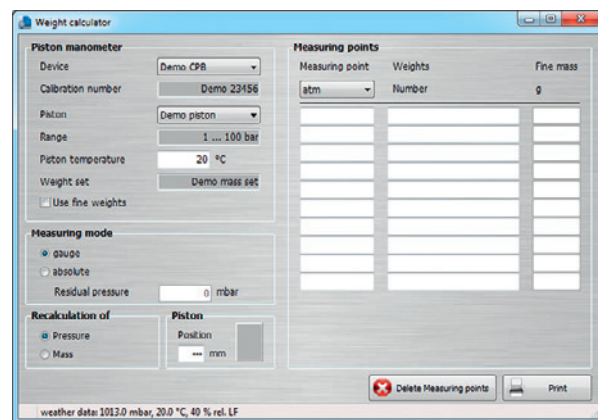 Weight calculator
Piston manometer
Device Demo CPB
Calibration number Demo 23456
Piston Demo piston
Range 1 ... 100 bar
Piston temperature 20 °C
Weight set Demo mass set
Use fine weights
Measuring mode
gauge
absolute
Residual pressure 0 mbar
Recalculation of
Pressure
Mass
Piston
Position
--- mm
Measuring points
Measuring point Weights Fine mass
atm Number g
Delete Measuring points Print
weather data: 1013.0 mbar, 20.0 °C, 40 % rel. LF